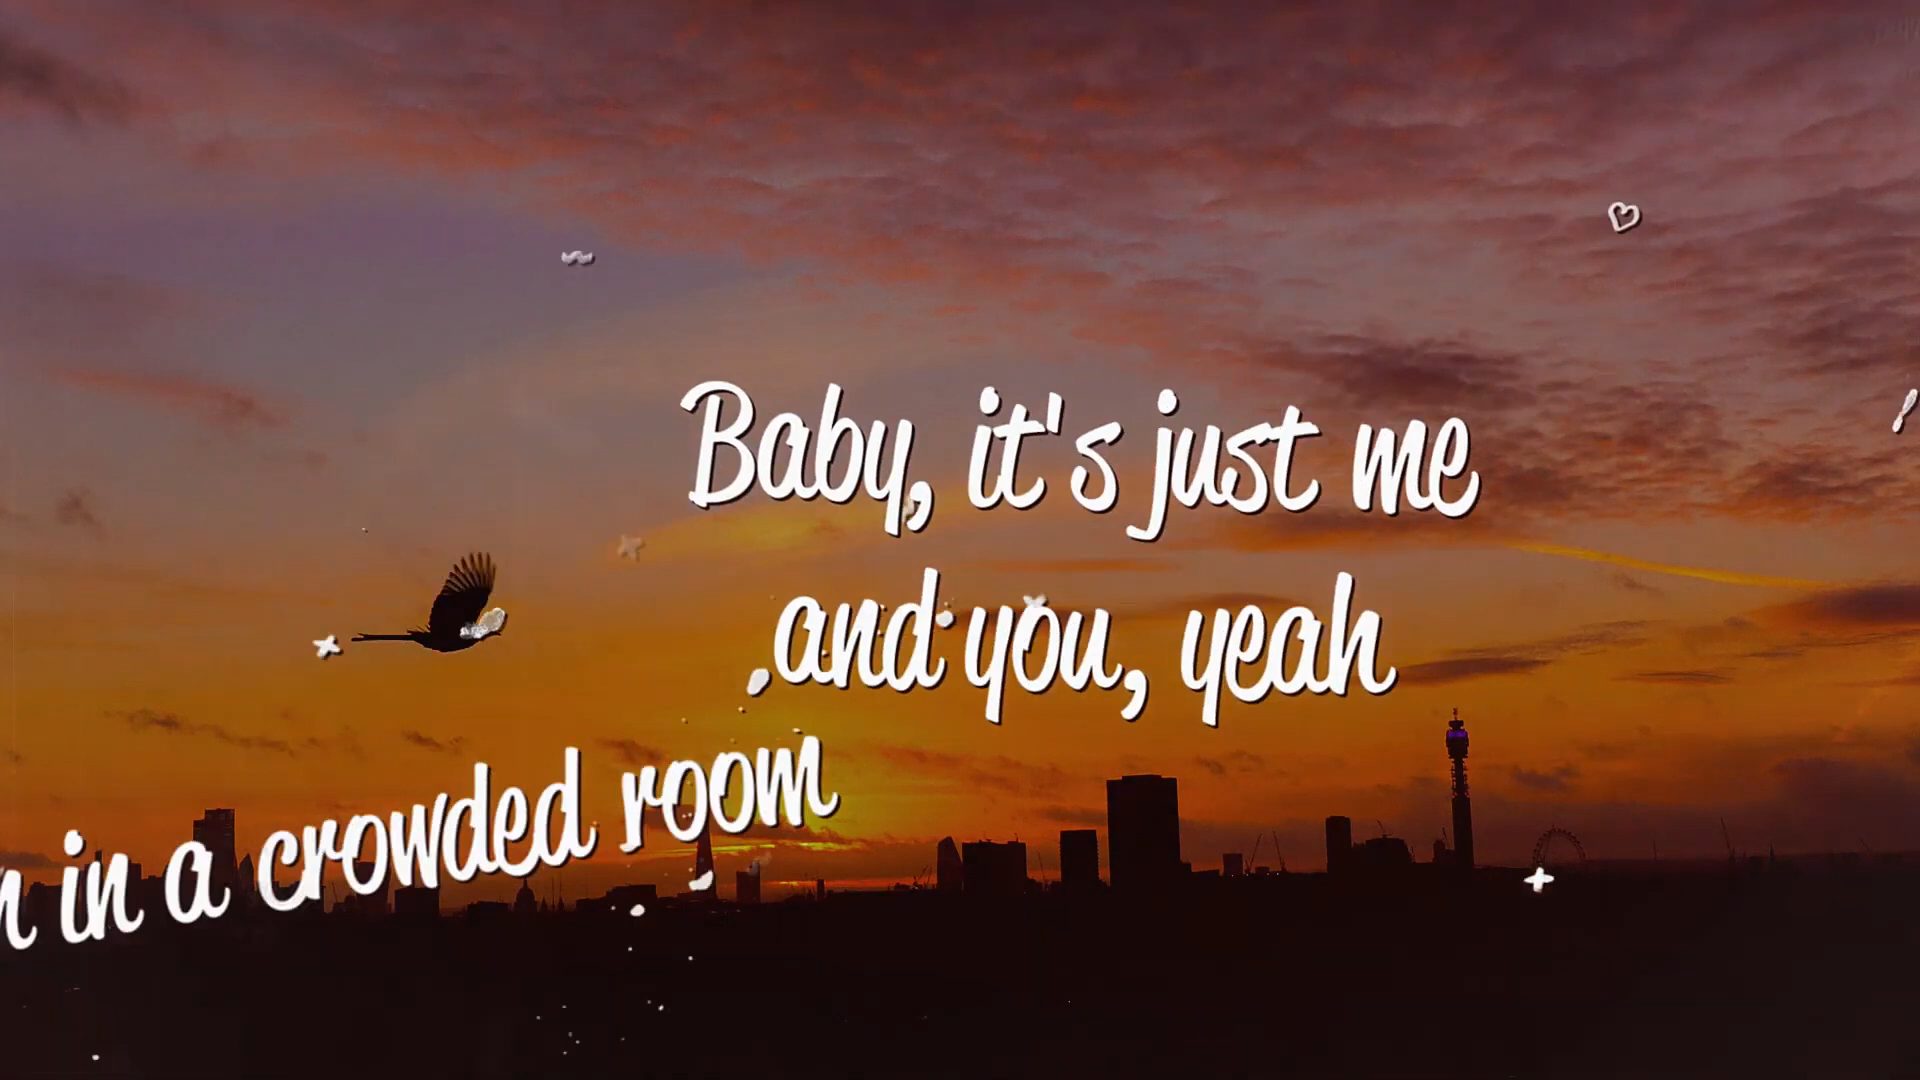 Baby, it's just me
and you, yeah
in a crowded room